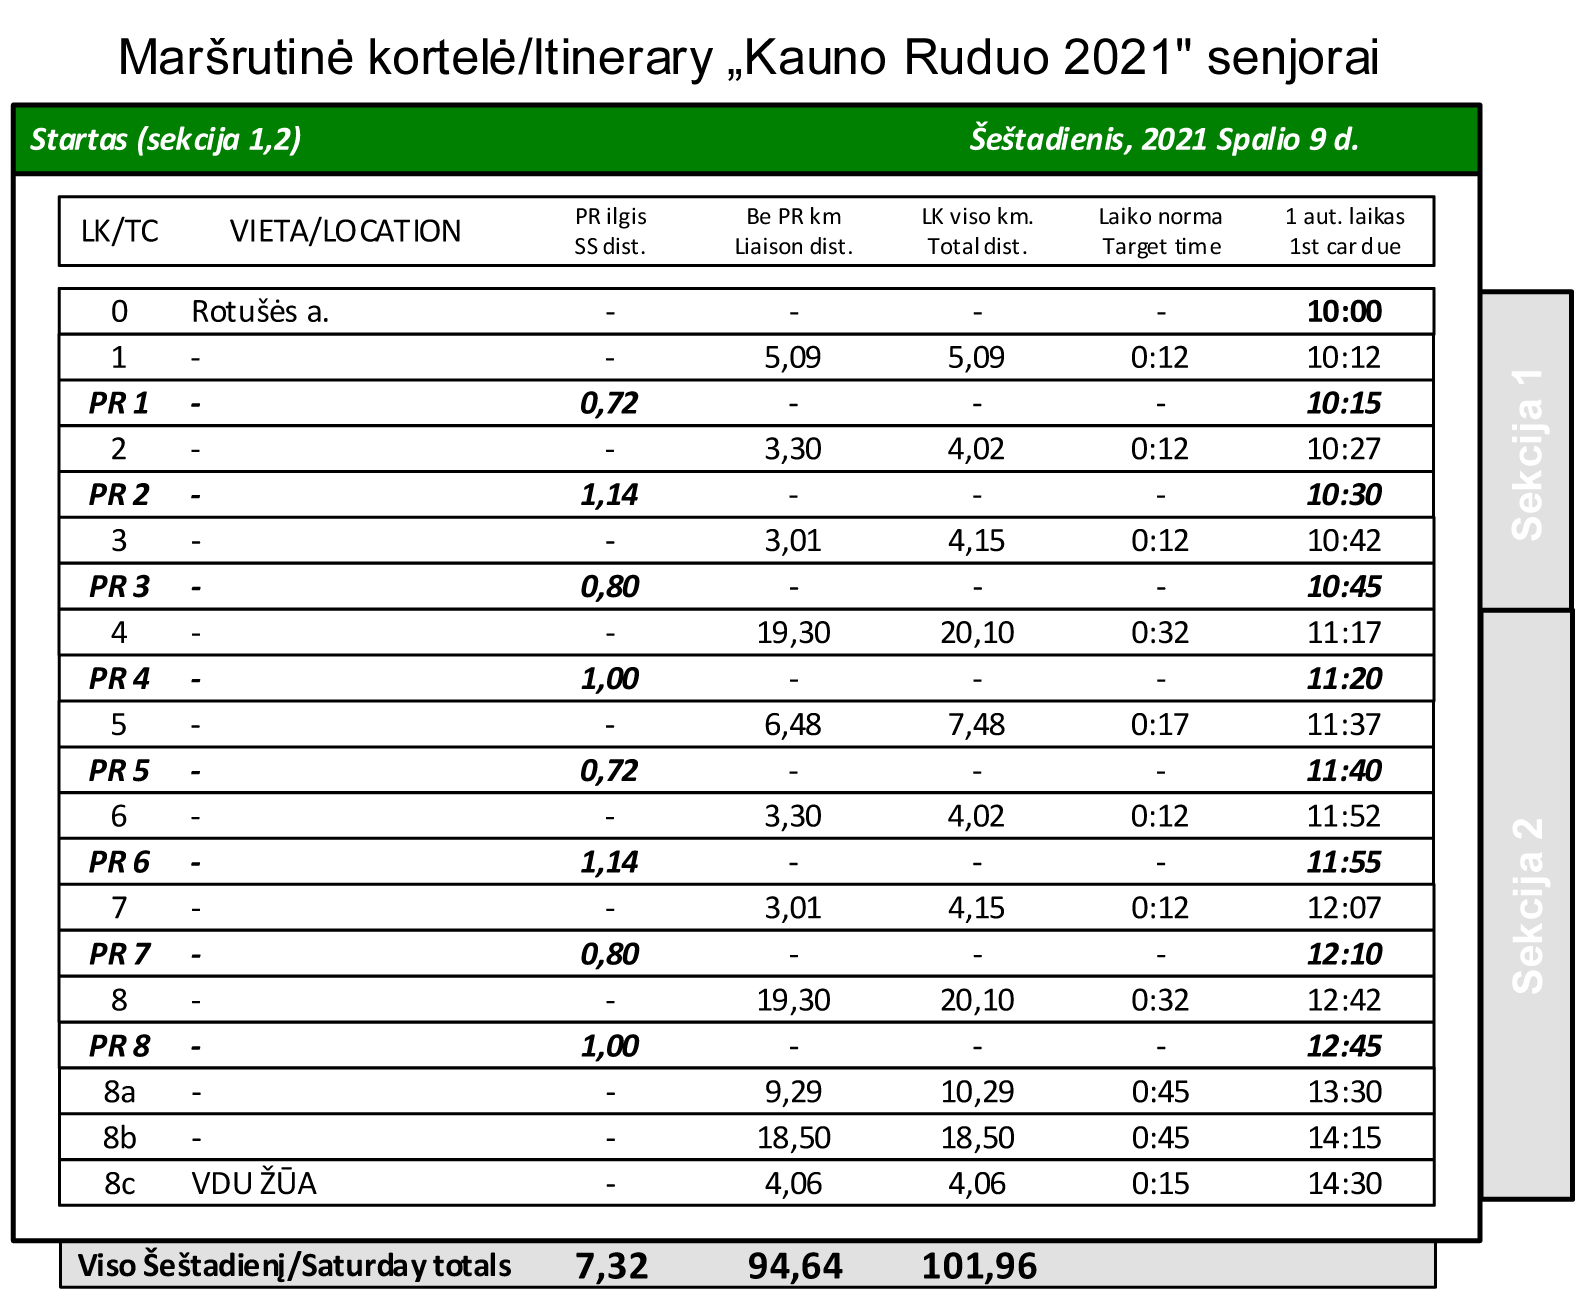 Maršrutinė kortelė/Itinerary „Kauno Ruduo 2021" senjorai
Startas (sekcija 1,2) Šeštadienis, 2021 Spalio 9 d.
LK/TC VIETA/LOCATION PR ilgis SS dist. Be PR km Liaison dist. LK viso km. Total dist. Laiko norma Target time 1 aut. laikas 1st car due
0 Rotušės a. - - - - 10:00
1 - - 5,09 5,09 0:12 10:12
PR 1 - 0,72 - - - 10:15
2 - - 3,30 4,02 0:12 10:27
PR 2 - 1,14 - - - 10:30
3 - - 3,01 4,15 0:12 10:42
PR 3 - 0,80 - - - 10:45
4 - - 19,30 20,10 0:32 11:17
PR 4 - 1,00 - - - 11:20
5 - - 6,48 7,48 0:17 11:37
PR 5 - 0,72 - - - 11:40
6 - - 3,30 4,02 0:12 11:52
PR 6 - 1,14 - - - 11:55
7 - - 3,01 4,15 0:12 12:07
PR 7 - 0,80 - - - 12:10
8 - - 19,30 20,10 0:32 12:42
PR 8 - 1,00 - - - 12:45
8a - - 9,29 10,29 0:45 13:30
8b - - 18,50 18,50 0:45 14:15
8c VDU ŽŪA - 4,06 4,06 0:15 14:30
Viso Šeštadienį/Saturday totals 7,32 94,64 101,96
Sekcija 1
Sekcija 2